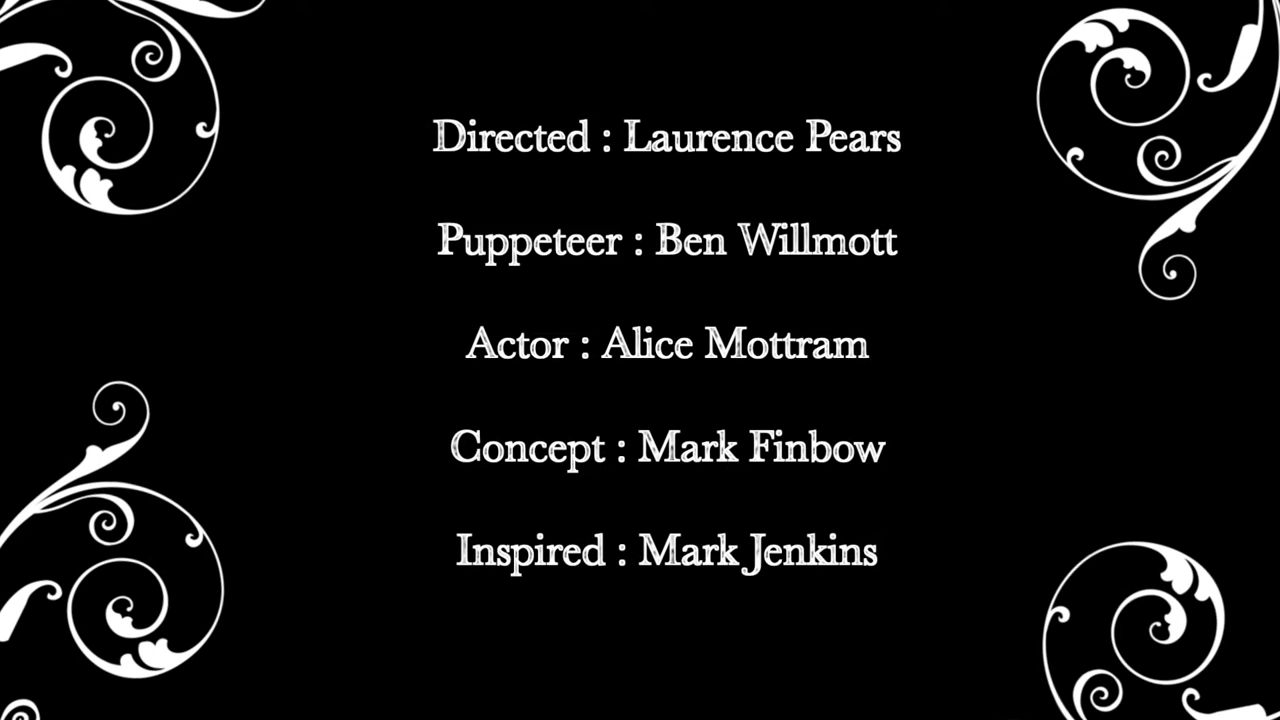 Directed : Laurence Pears
Puppeteer : Ben Willmott
Actor : Alice Mottram
Concept : Mark Finbow
Inspired : Mark Jenkins